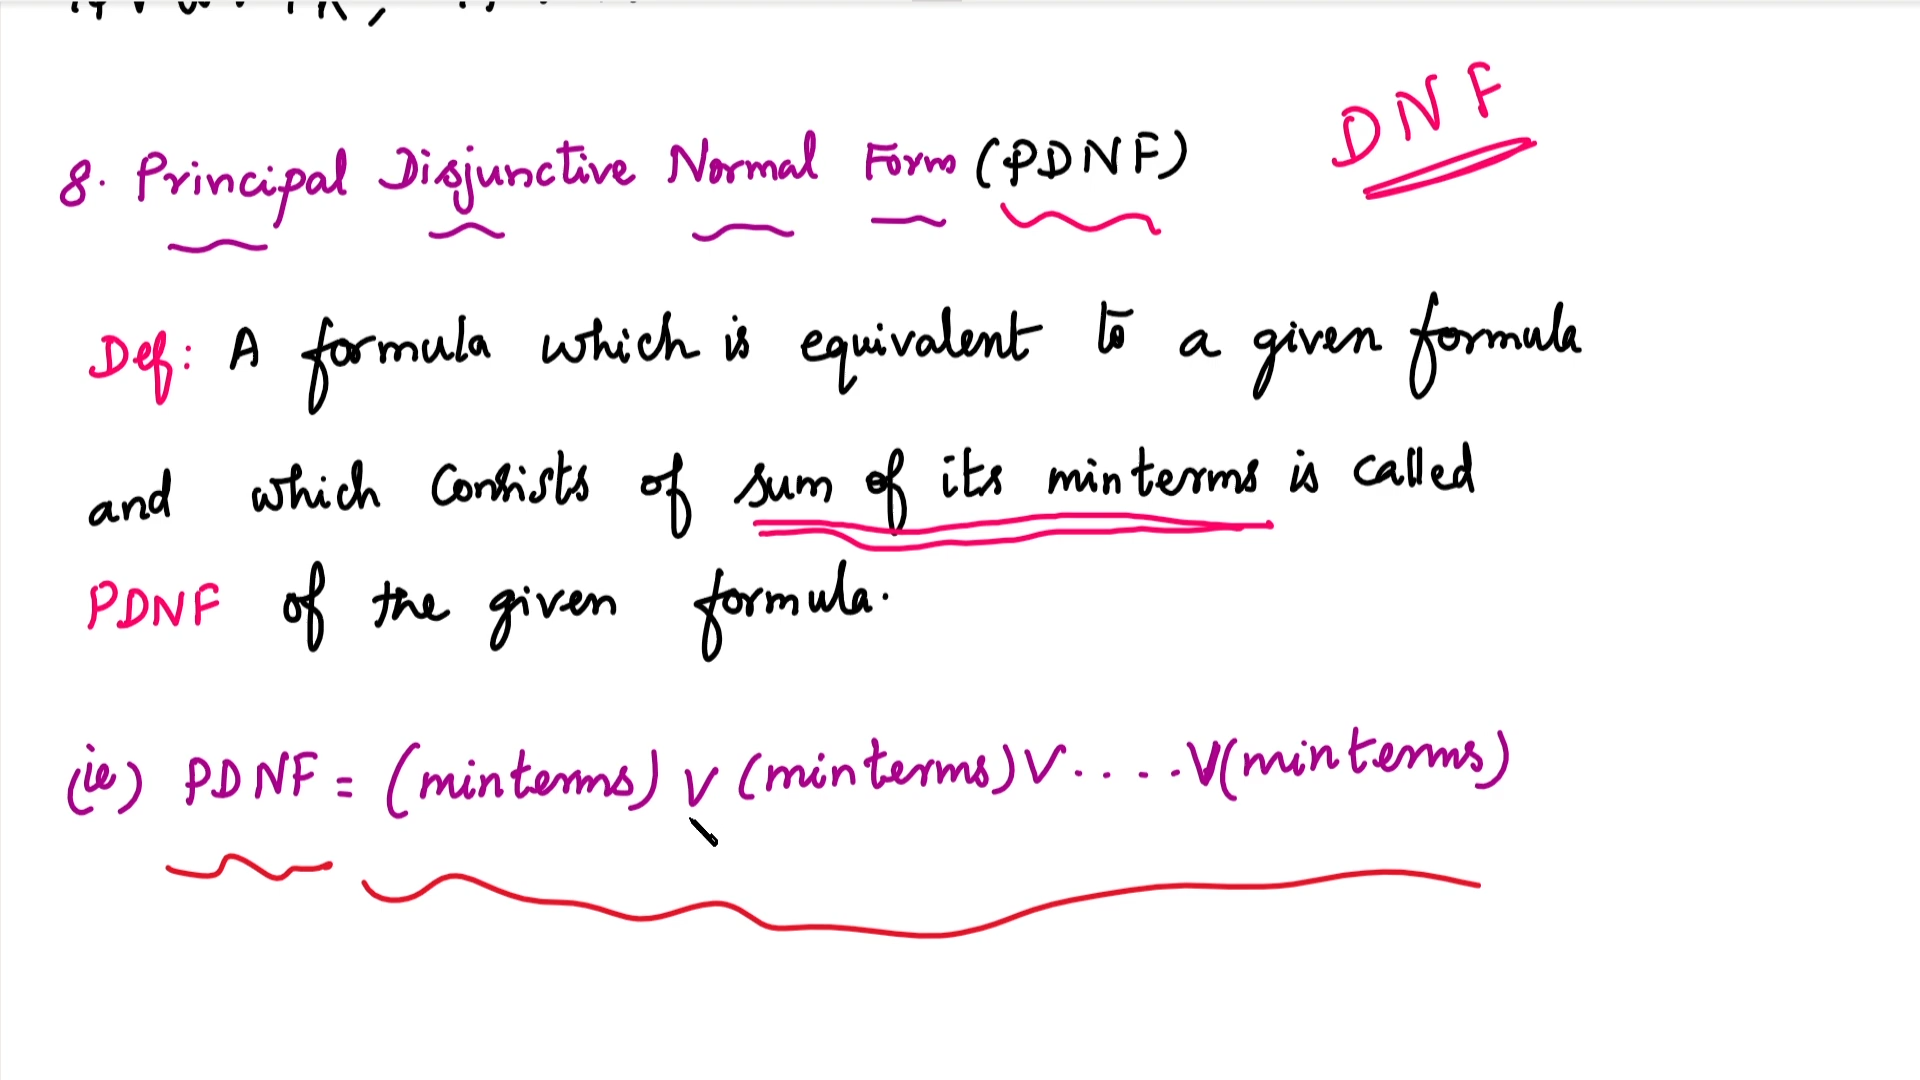 DNF
8. Principal Disjunctive Normal Form (PDNF)
Def: A formula which is equivalent to a given formula
and which consists of sum of its minterms is called
PDNF of the given formula.
(ie) PDNF = (minterms) V (minterms) V . . . . V (minterms)